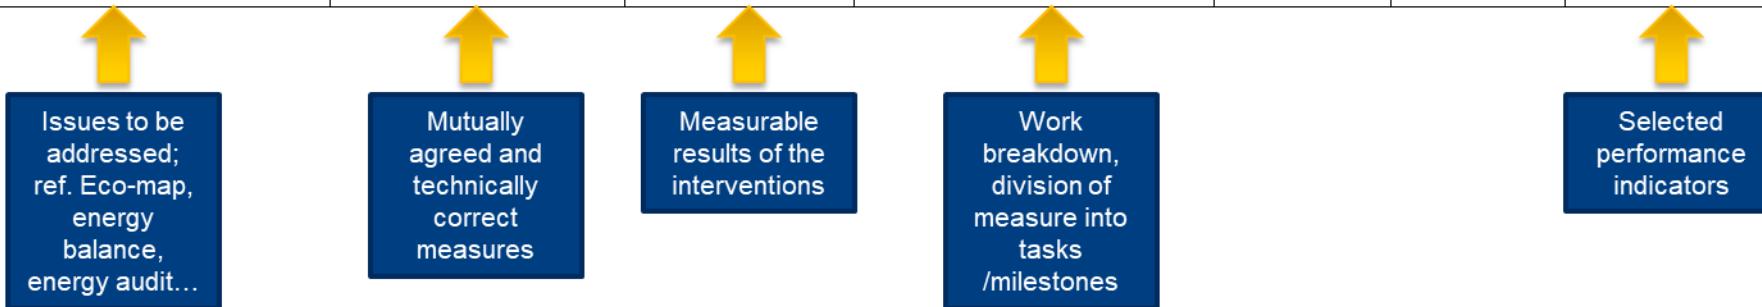 Issues to be
addressed;
ref. Eco-map,
energy
balance,
energy audit…
Mutually
agreed and
technically
correct
measures
Measurable
results of the
interventions
Work
breakdown,
division of
measure into
tasks
/milestones
Selected
performance
indicators